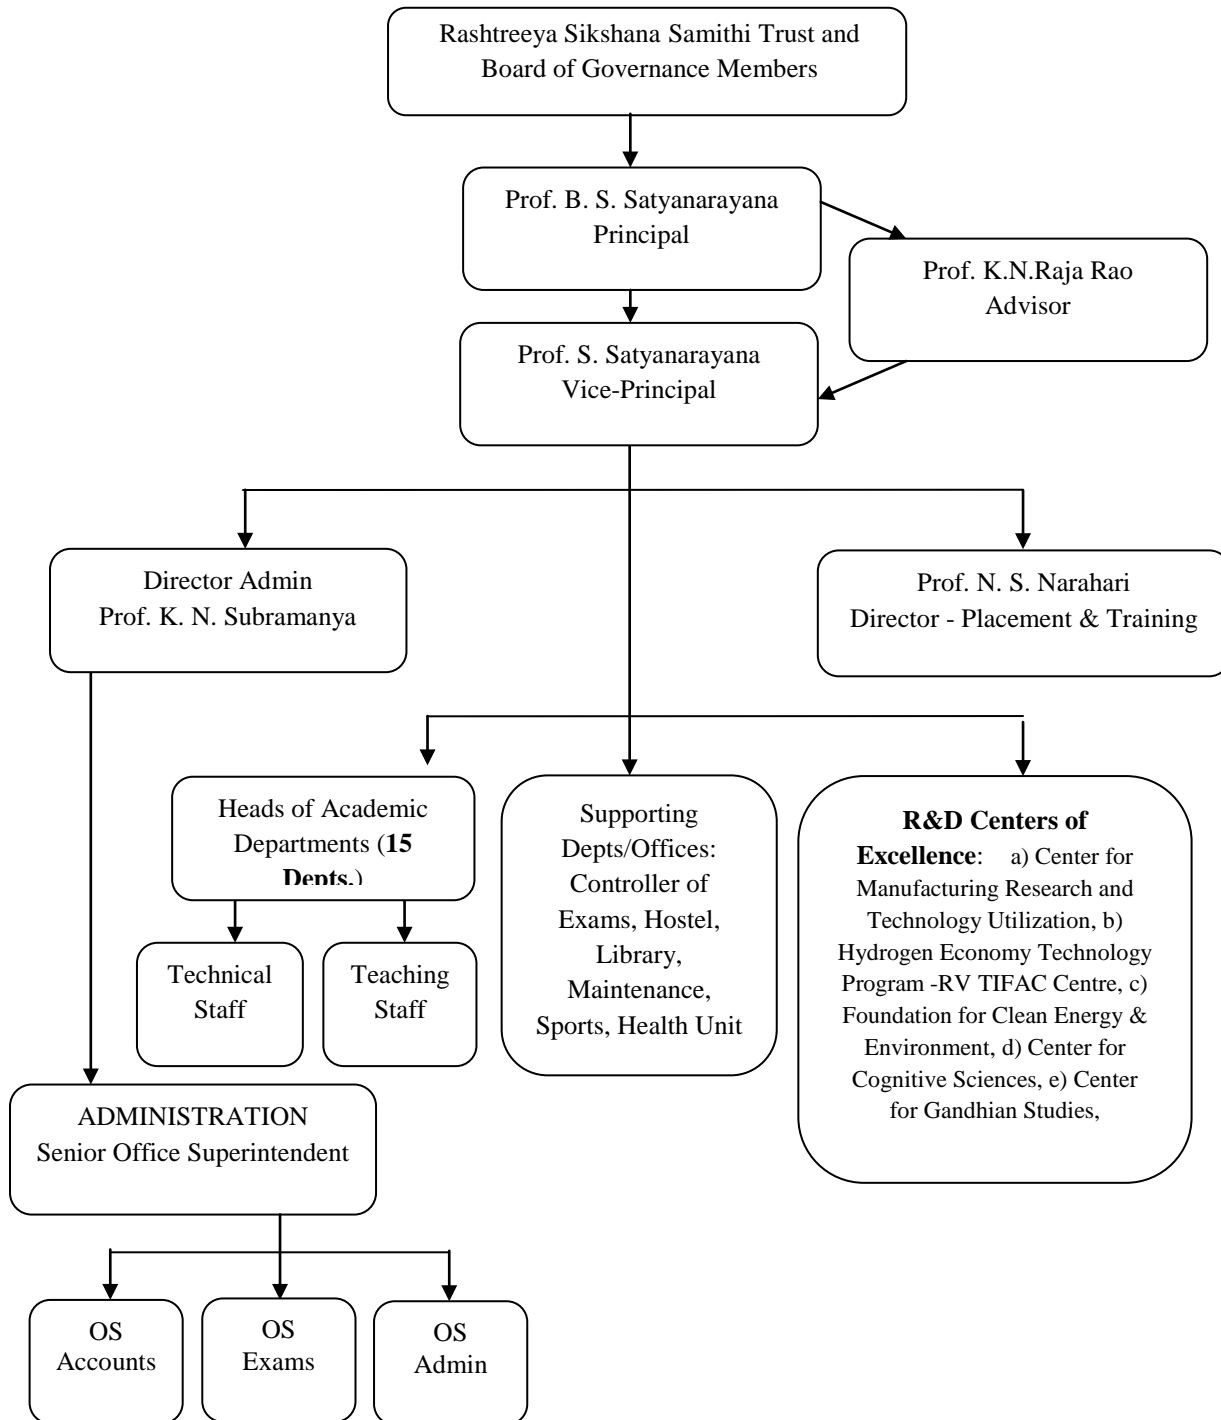 Rashtreeya Sikshana Samithi Trust and
Board of Governance Members
Prof. B. S. Satyanarayana
Principal
Prof. K.N.Raja Rao
Advisor
Prof. S. Satyanarayana
Vice-Principal
Director Admin
Prof. K. N. Subramanya
Prof. N. S. Narahari
Director - Placement & Training
Heads of Academic
Departments (15
Depts.)
Supporting
Depts/Offices:
Controller of
Exams, Hostel,
Library,
Maintenance,
Sports, Health Unit
R&D Centers of
Excellence: a) Center for
Manufacturing Research and
Technology Utilization, b)
Hydrogen Economy Technology
Program -RV TIFAC Centre, c)
Foundation for Clean Energy &
Environment, d) Center for
Cognitive Sciences, e) Center
for Gandhian Studies,
Technical
Staff
Teaching
Staff
ADMINISTRATION
Senior Office Superintendent
OS
Accounts
OS
Exams
OS
Admin